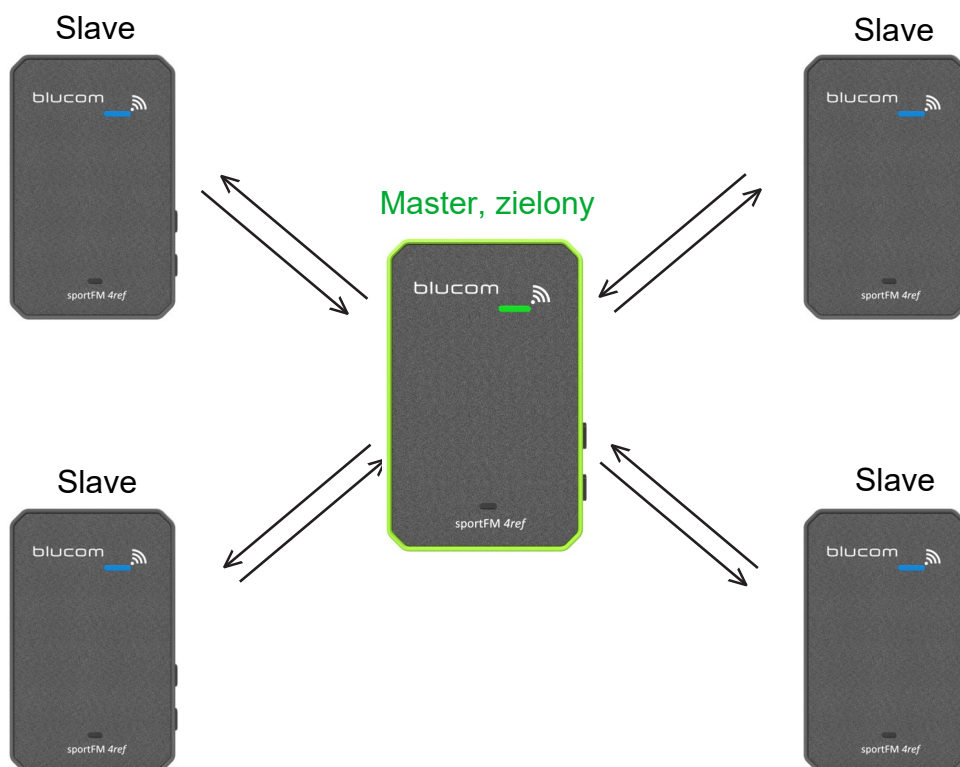 Slave
Slave
blucom
blucom
Master, zielony
blucom
sportFM 4ref
sportFM 4ref
Slave
Slave
sportFM 4ref
blucom
blucom
sportFM 4ref
sportFM 4ref